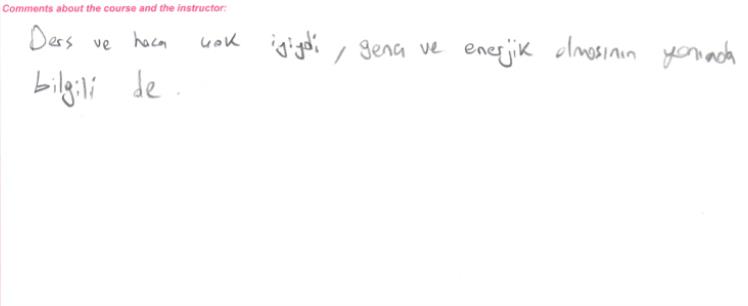 Comments about the course and the instructor:
Ders ve hoca çok iyiydi, genç ve enerjik olmasının yanında
bilgili de.